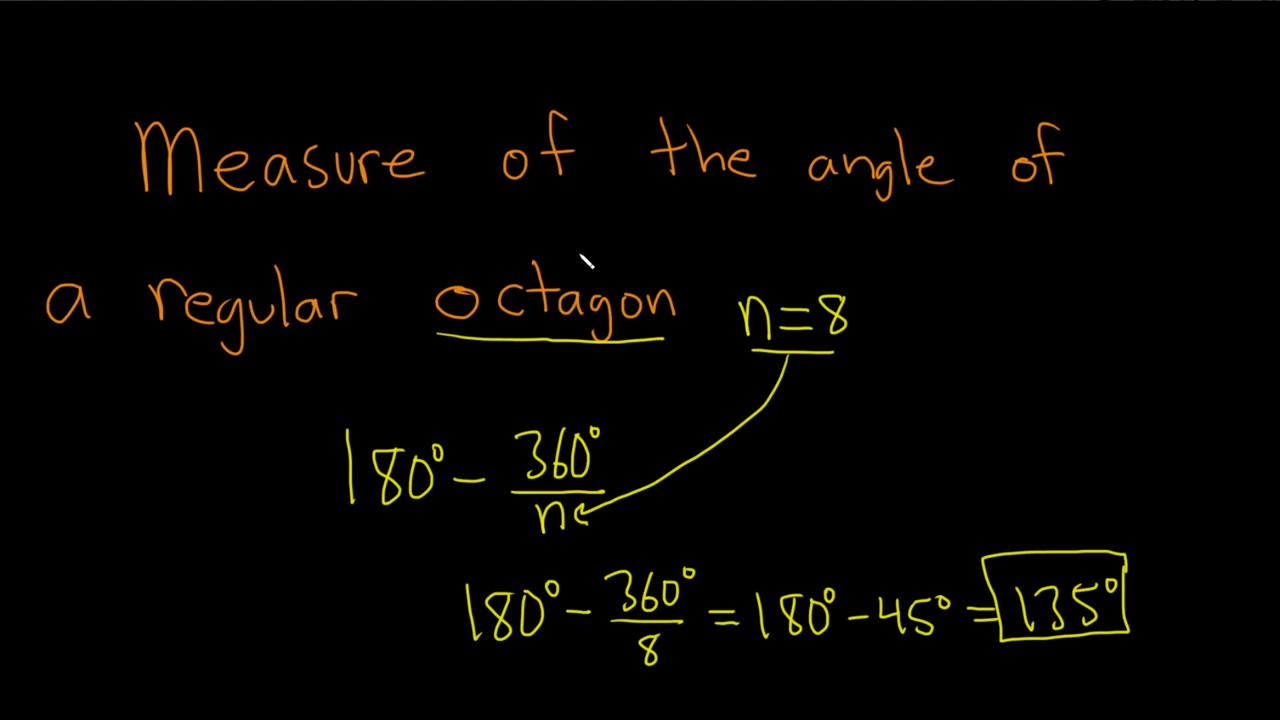 Measure of the angle of
a regular octagon n=8
180° - 360°/n
180° - 360°/8 = 180° - 45° = 135°